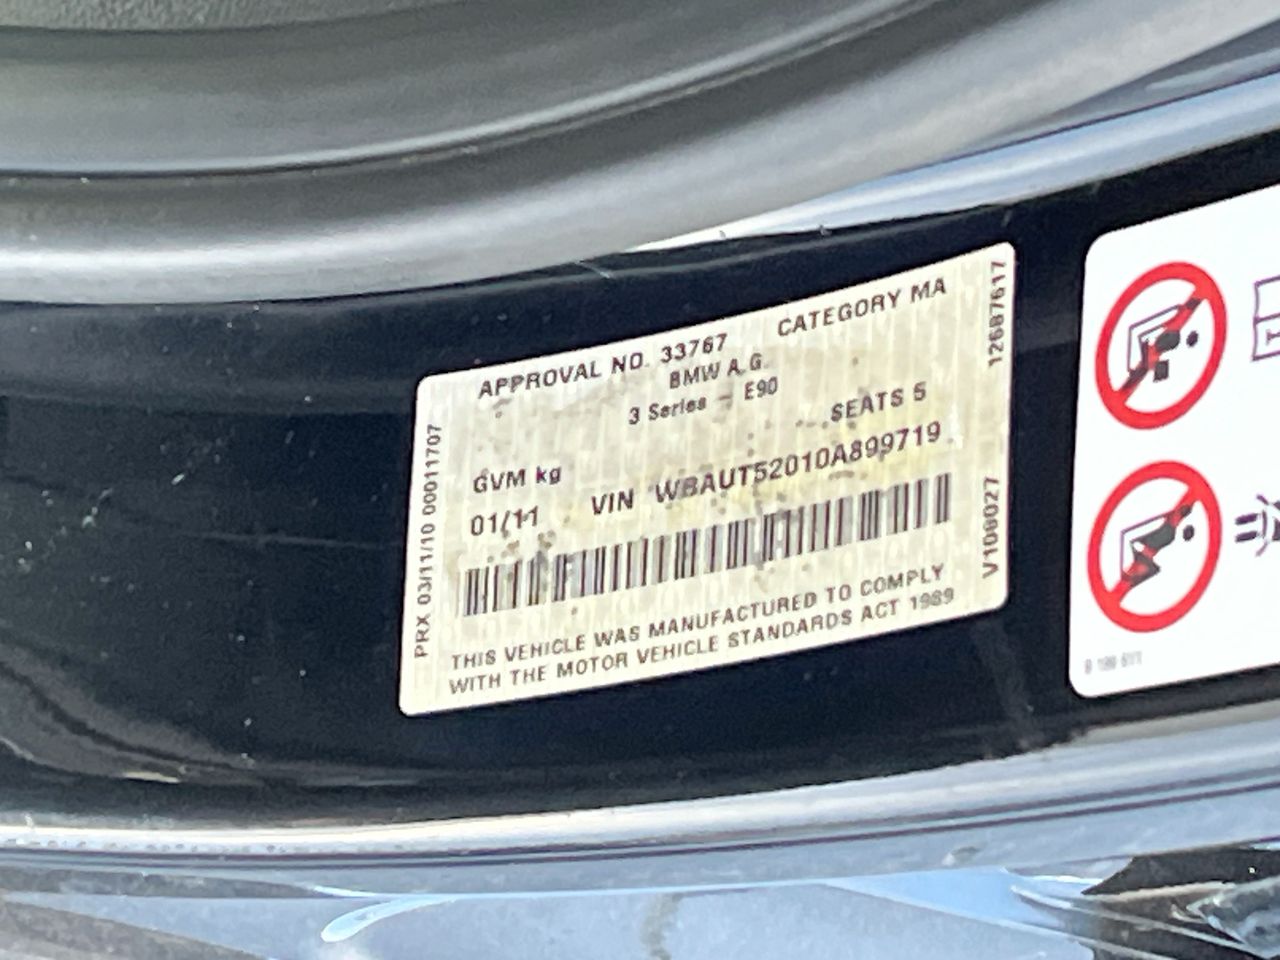 APPROVAL NO. 33767 CATEGORY MA
BMW A.G.
3 Series - E90
SEATS 5
GVM kg
01/11 VIN WBAUT52010A899719
THIS VEHICLE WAS MANUFACTURED TO COMPLY
WITH THE MOTOR VEHICLE STANDARDS ACT 1989
PRX 03/11/10 00011707
12687617
V108027